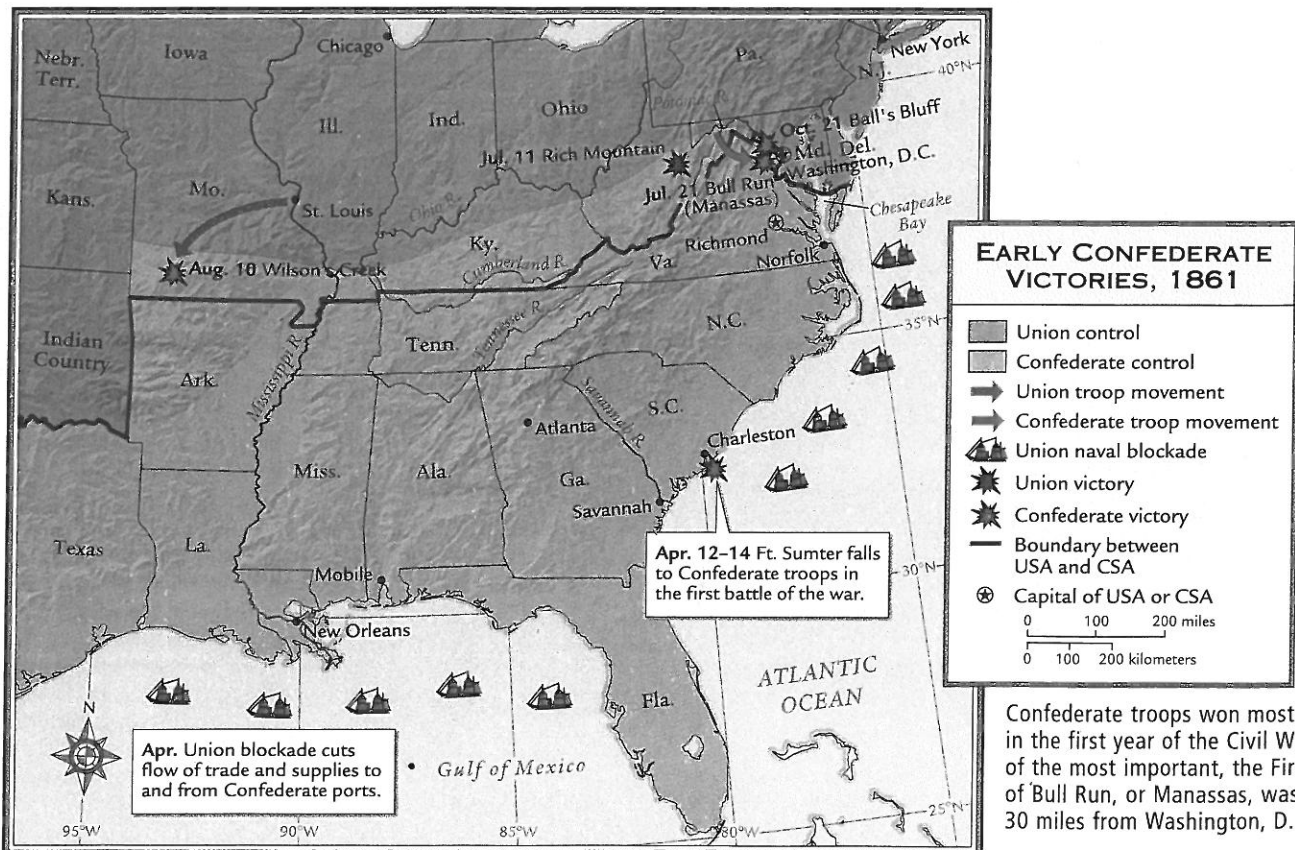 Nebr.
Terr.
Iowa
Chicago
Pa.
New York
N.J.
40°N
Ill.
Ind.
Ohio
Potomac R.
Oct. 21 Ball's Bluff
Jul. 11 Rich Mountain
Md. Del.
Washington, D.C.
Kans.
Mo.
St. Louis
Ohio R.
Jul. 21 Bull Run
(Manassas)
Chesapeake
Bay
Ky.
Richmond
Norfolk
Va.
Aug. 10 Wilson's Creek
Cumberland R.
Indian
Country
Ark.
Mississippi R.
Tenn.
Tennessee R.
N.C.
35°N
Savannah R.
S.C.
Atlanta
Charleston
Miss.
Ala.
Ga.
Savannah
Texas
La.
Mobile
New Orleans
Apr. 12–14 Ft. Sumter falls
to Confederate troops in
the first battle of the war.
30°N
Fla.
ATLANTIC
OCEAN
N
Apr. Union blockade cuts
flow of trade and supplies to
and from Confederate ports.
Gulf of Mexico
95°W
90°W
85°W
80°W
25°N
EARLY CONFEDERATE
VICTORIES, 1861
Union control
Confederate control
Union troop movement
Confederate troop movement
Union naval blockade
Union victory
Confederate victory
Boundary between
USA and CSA
Capital of USA or CSA
0 100 200 miles
0 100 200 kilometers
Confederate troops won most
in the first year of the Civil W
of the most important, the Fir
of Bull Run, or Manassas, was
30 miles from Washington, D.